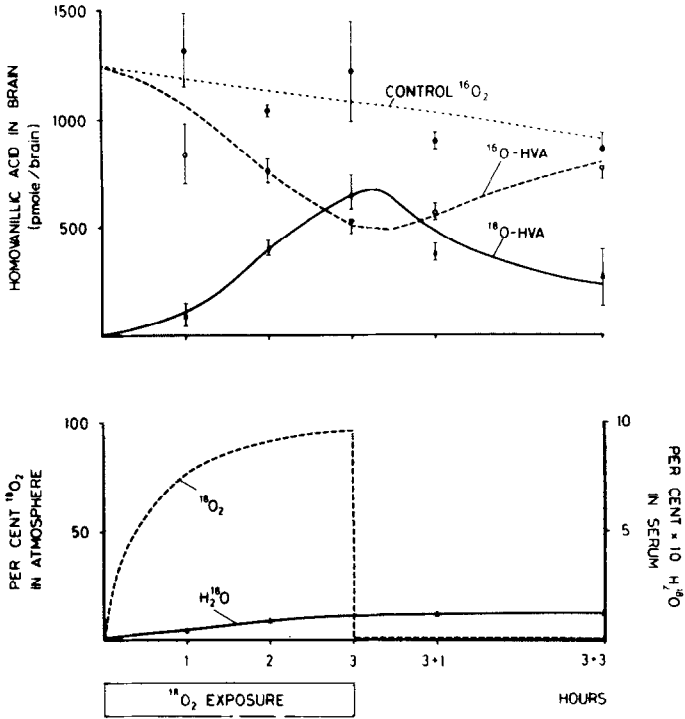 1500
1000
500
HOMOVANILLIC ACID IN BRAIN
(pmole/brain)
CONTROL ¹⁶O₂
¹⁶O-HVA
¹⁸O-HVA
100
50
PER CENT ¹⁸O₂
IN ATMOSPHERE
¹⁸O₂
H₂¹⁸O
10
5
PER CENT × 10 H₂¹⁸O
IN SERUM
1 2 3 3+1 3+3
¹⁸O₂ EXPOSURE
HOURS